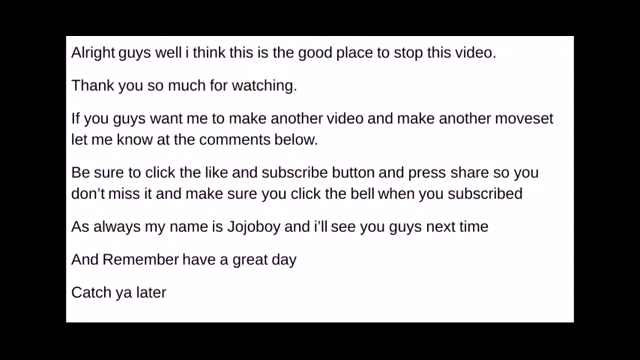 Alright guys well i think this is the good place to stop this video.
Thank you so much for watching.
If you guys want me to make another video and make another moveset
let me know at the comments below.
Be sure to click the like and subscribe button and press share so you
don't miss it and make sure you click the bell when you subscribed
As always my name is Jojoboy and i'll see you guys next time
And Remember have a great day
Catch ya later